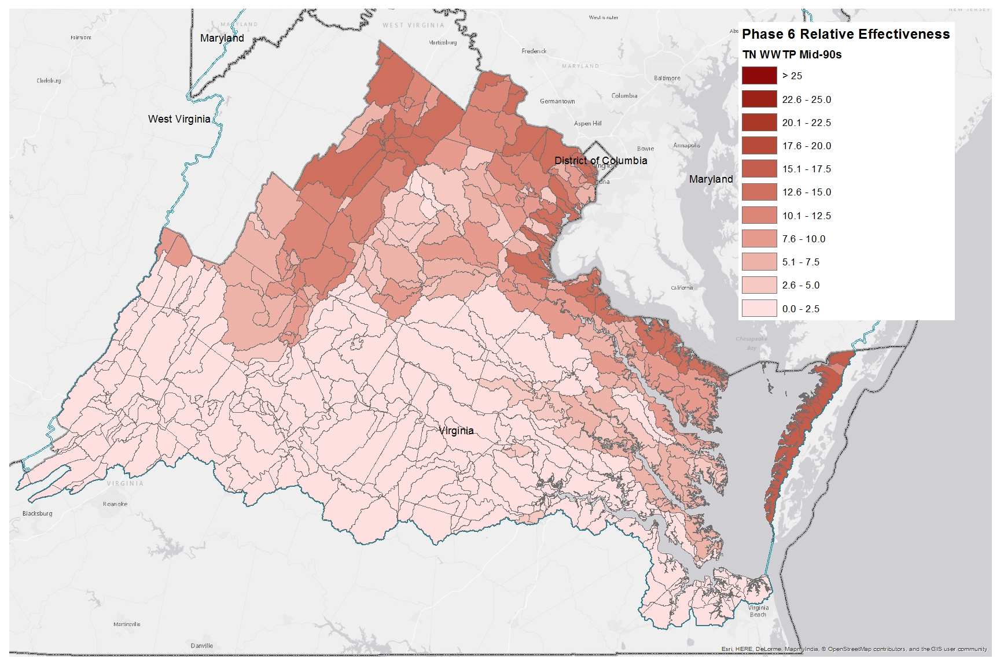 NEW JERSEY
Westminster
MARYLAND
WEST VIRGINIA
Fairmont
Maryland
Martinsburg
Phase 6 Relative Effectiveness
Frederick
TN WWTP Mid-90s
MARYLAND
> 25
Clarksburg
Baltimore
Columbia
22.6 - 25.0
Germantown
West Virginia
Aspen Hill
20.1 - 22.5
Annapolis
17.6 - 20.0
Bowie
District of Columbia
15.1 - 17.5
Maryland
12.6 - 15.0
10.1 - 12.5
7.6 - 10.0
5.1 - 7.5
2.6 - 5.0
California
0.0 - 2.5
Chesapeake
Bay
Virginia
VIRGINIA
Roanoke
Blacksburg
Virginia
Beach
Martinsville
Danville
Esri, HERE, DeLorme, MapmyIndia, © OpenStreetMap contributors, and the GIS user community